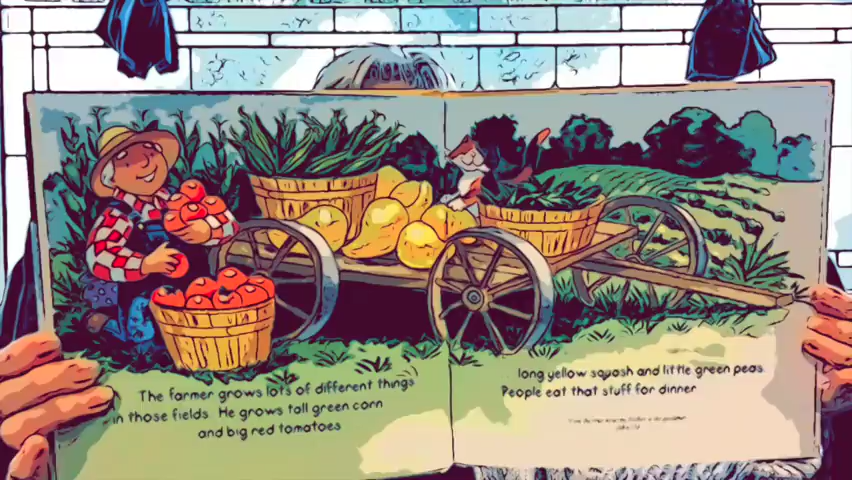 The farmer grows lots of different things
in those fields. He grows tall green corn
and big red tomatoes
long yellow squash and little green peas.
People eat that stuff for dinner